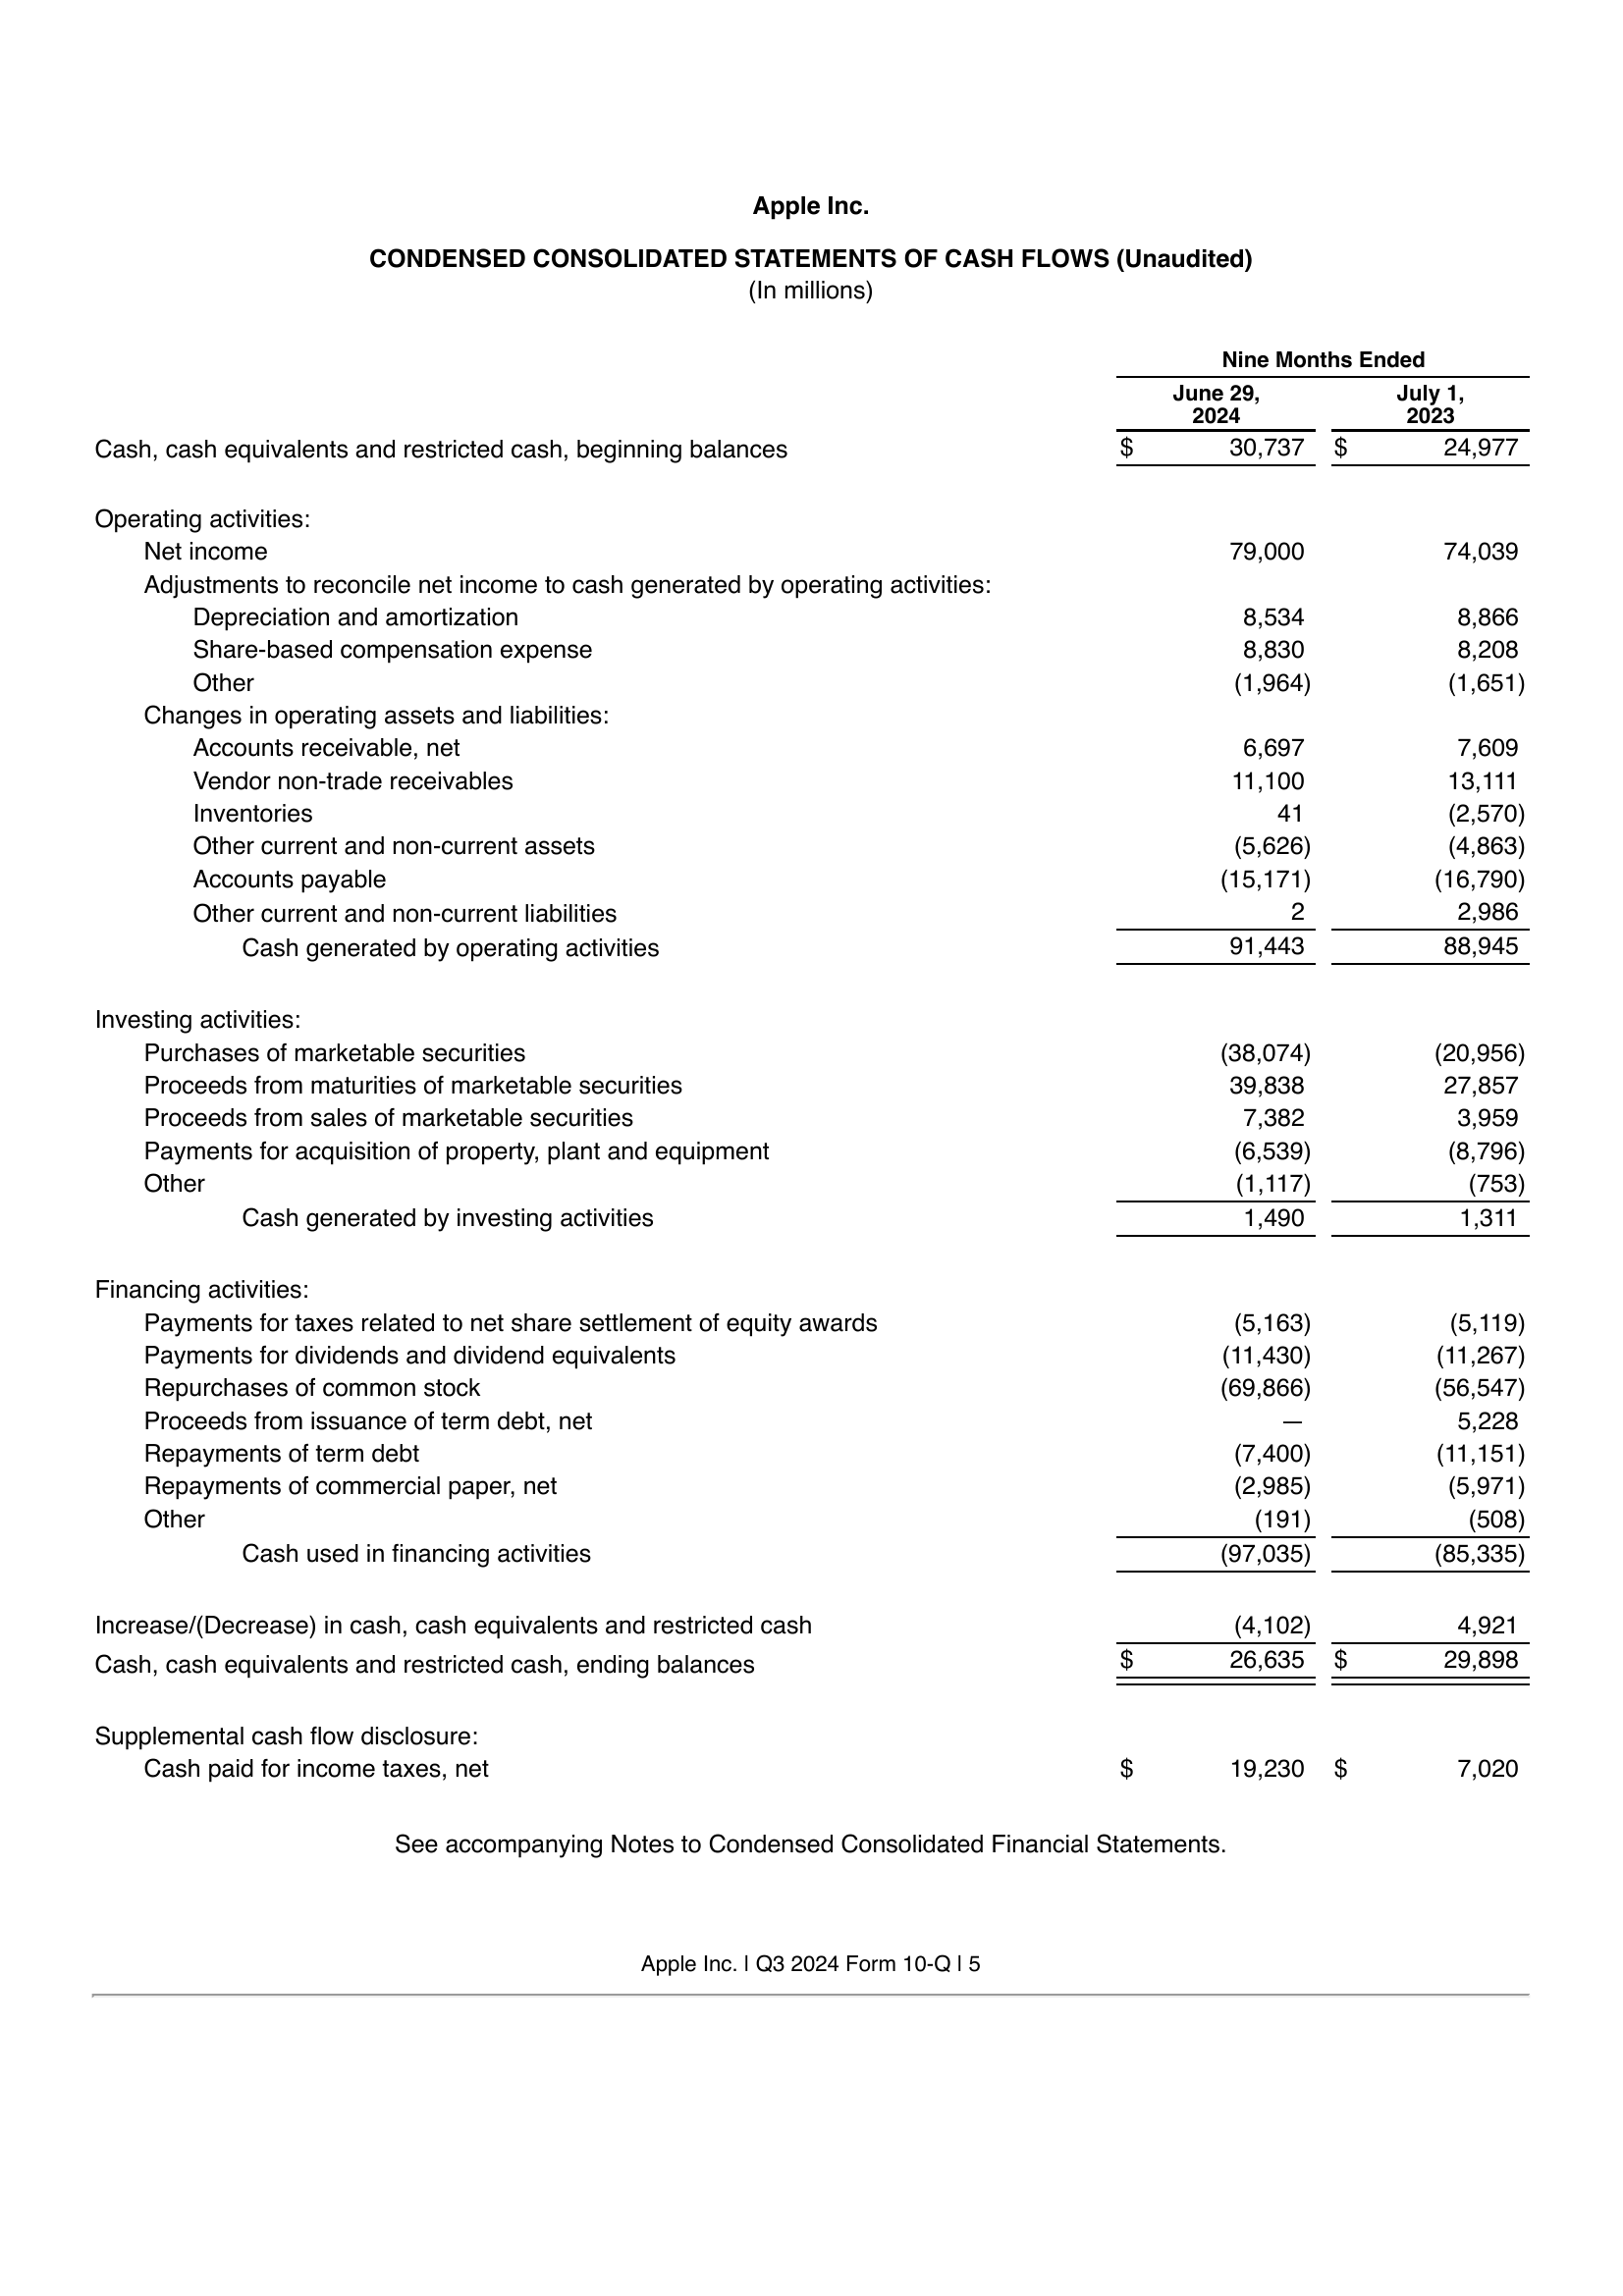 Apple Inc.
CONDENSED CONSOLIDATED STATEMENTS OF CASH FLOWS (Unaudited)
(In millions)
Nine Months Ended
June 29, 2024 July 1, 2023
Cash, cash equivalents and restricted cash, beginning balances $ 30,737 $ 24,977
Operating activities:
Net income 79,000 74,039
Adjustments to reconcile net income to cash generated by operating activities:
Depreciation and amortization 8,534 8,866
Share-based compensation expense 8,830 8,208
Other (1,964) (1,651)
Changes in operating assets and liabilities:
Accounts receivable, net 6,697 7,609
Vendor non-trade receivables 11,100 13,111
Inventories 41 (2,570)
Other current and non-current assets (5,626) (4,863)
Accounts payable (15,171) (16,790)
Other current and non-current liabilities 2 2,986
Cash generated by operating activities 91,443 88,945
Investing activities:
Purchases of marketable securities (38,074) (20,956)
Proceeds from maturities of marketable securities 39,838 27,857
Proceeds from sales of marketable securities 7,382 3,959
Payments for acquisition of property, plant and equipment (6,539) (8,796)
Other (1,117) (753)
Cash generated by investing activities 1,490 1,311
Financing activities:
Payments for taxes related to net share settlement of equity awards (5,163) (5,119)
Payments for dividends and dividend equivalents (11,430) (11,267)
Repurchases of common stock (69,866) (56,547)
Proceeds from issuance of term debt, net — 5,228
Repayments of term debt (7,400) (11,151)
Repayments of commercial paper, net (2,985) (5,971)
Other (191) (508)
Cash used in financing activities (97,035) (85,335)
Increase/(Decrease) in cash, cash equivalents and restricted cash (4,102) 4,921
Cash, cash equivalents and restricted cash, ending balances $ 26,635 $ 29,898
Supplemental cash flow disclosure:
Cash paid for income taxes, net $ 19,230 $ 7,020
See accompanying Notes to Condensed Consolidated Financial Statements.
Apple Inc. | Q3 2024 Form 10-Q | 5